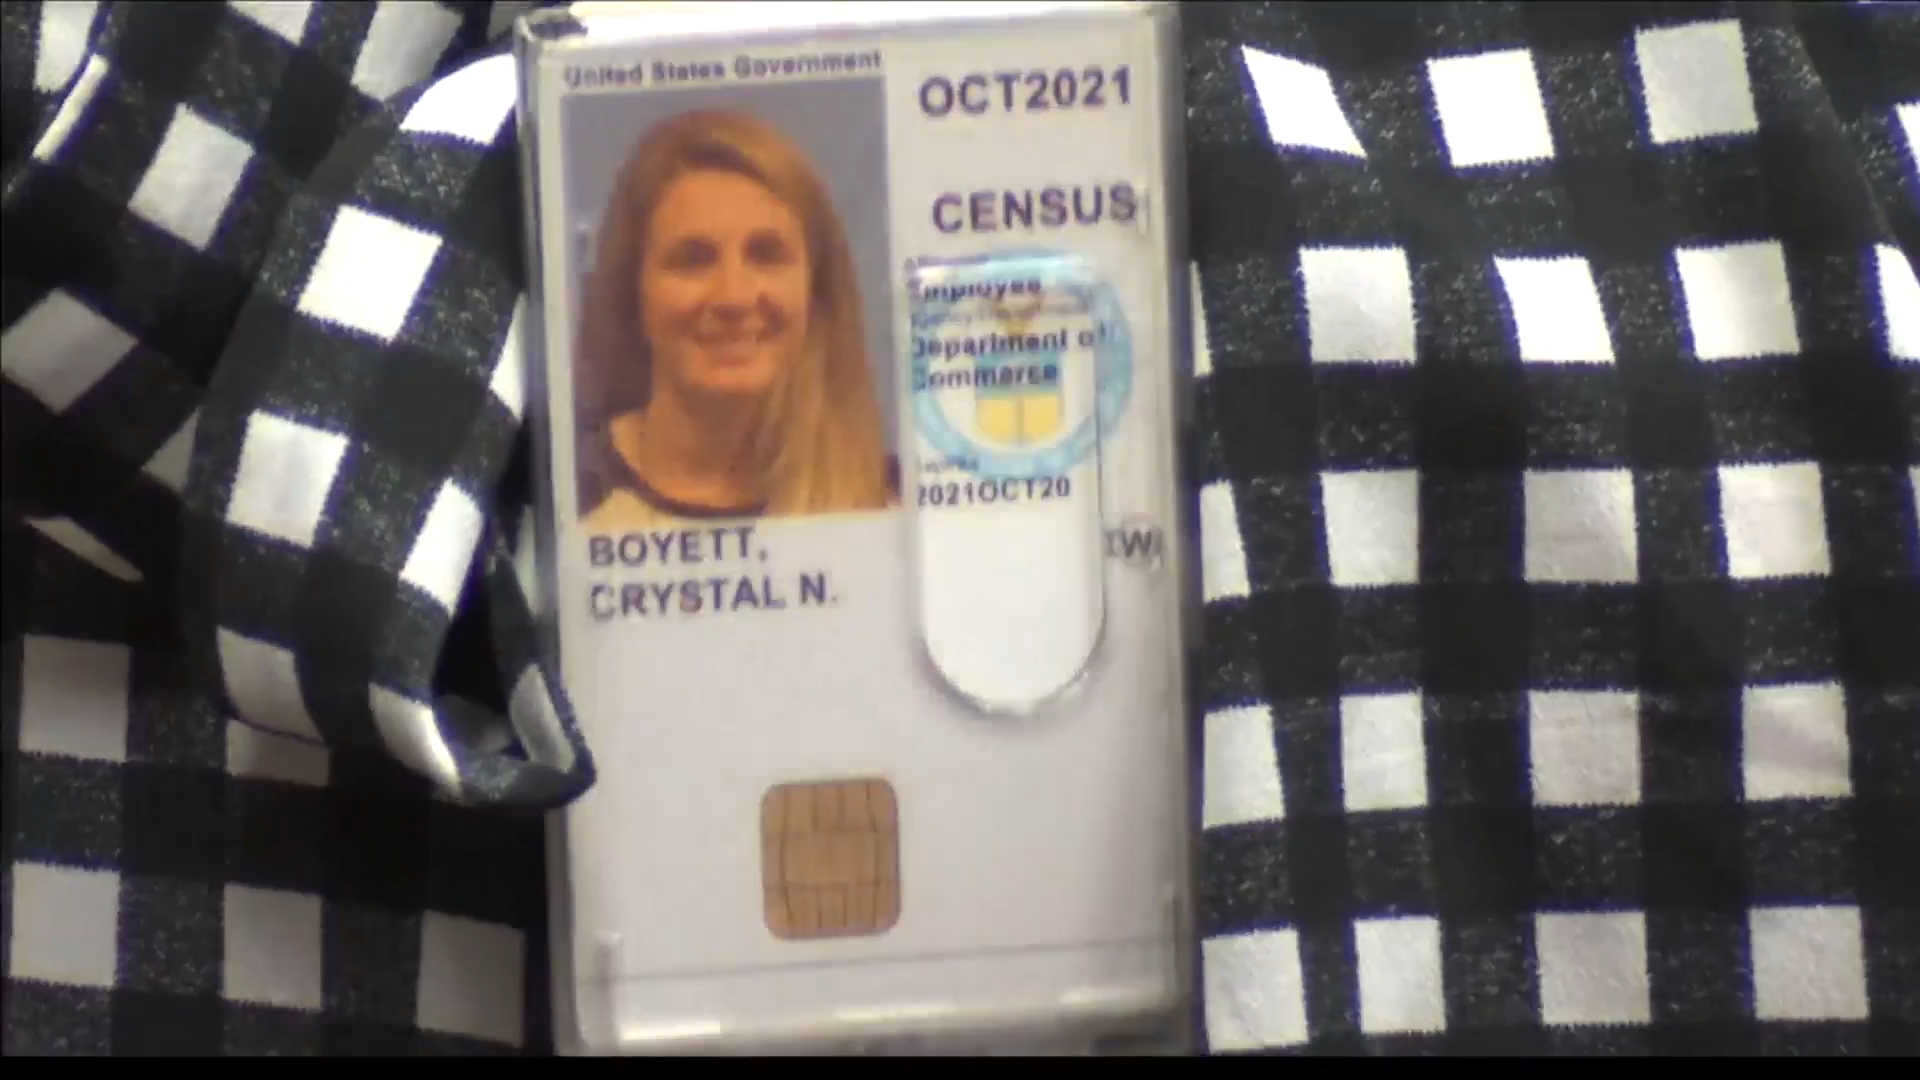 United States Government
OCT2021
CENSUS
Employee
Department of
Commerce
2021OCT20
BOYETT,
CRYSTAL N.